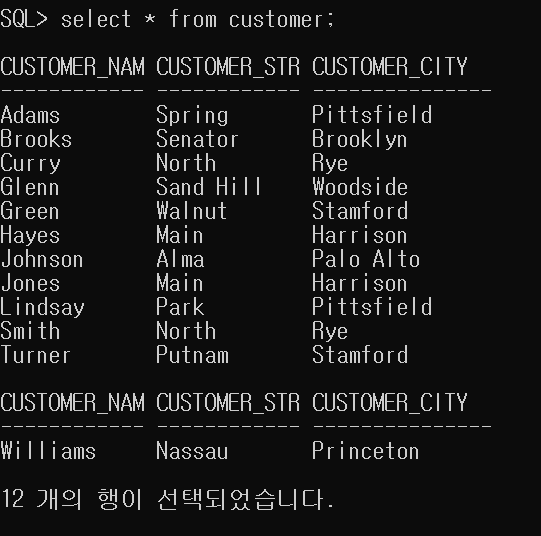 SQL> select * from customer;
CUSTOMER_NAM CUSTOMER_STR CUSTOMER_CITY
------------ ------------ ---------------
Adams        Spring       Pittsfield
Brooks       Senator      Brooklyn
Curry        North        Rye
Glenn        Sand Hill    Woodside
Green        Walnut       Stamford
Hayes        Main         Harrison
Johnson      Alma         Palo Alto
Jones        Main         Harrison
Lindsay      Park         Pittsfield
Smith        North        Rye
Turner       Putnam       Stamford
CUSTOMER_NAM CUSTOMER_STR CUSTOMER_CITY
------------ ------------ ---------------
Williams     Nassau       Princeton
12 개의 행이 선택되었습니다.